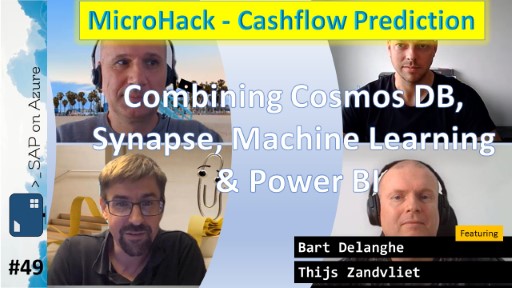 MicroHack - Cashflow Prediction
Combining Cosmos DB,
Synapse, Machine Learning
& Power BI
>_SAP on Azure
#49
Featuring
Bart Delanghe
Thijs Zandvliet